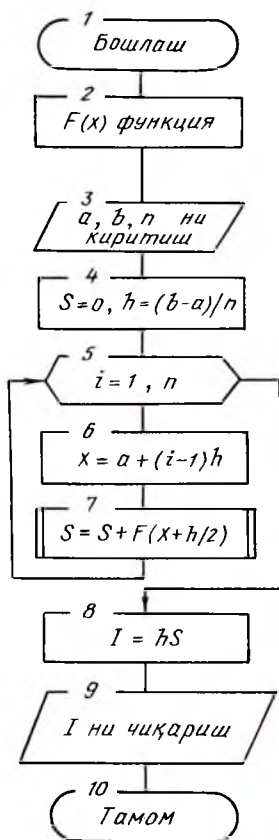 1
Бошлаш
2
F(x) функция
3
a, b, n ни
киритиш
4
S=0, h=(b-a)/n
5
i=1, n
6
x=a+(i-1)h
7
S=S+F(x+h/2)
8
I=hS
9
I ни чиқариш
10
Тамом